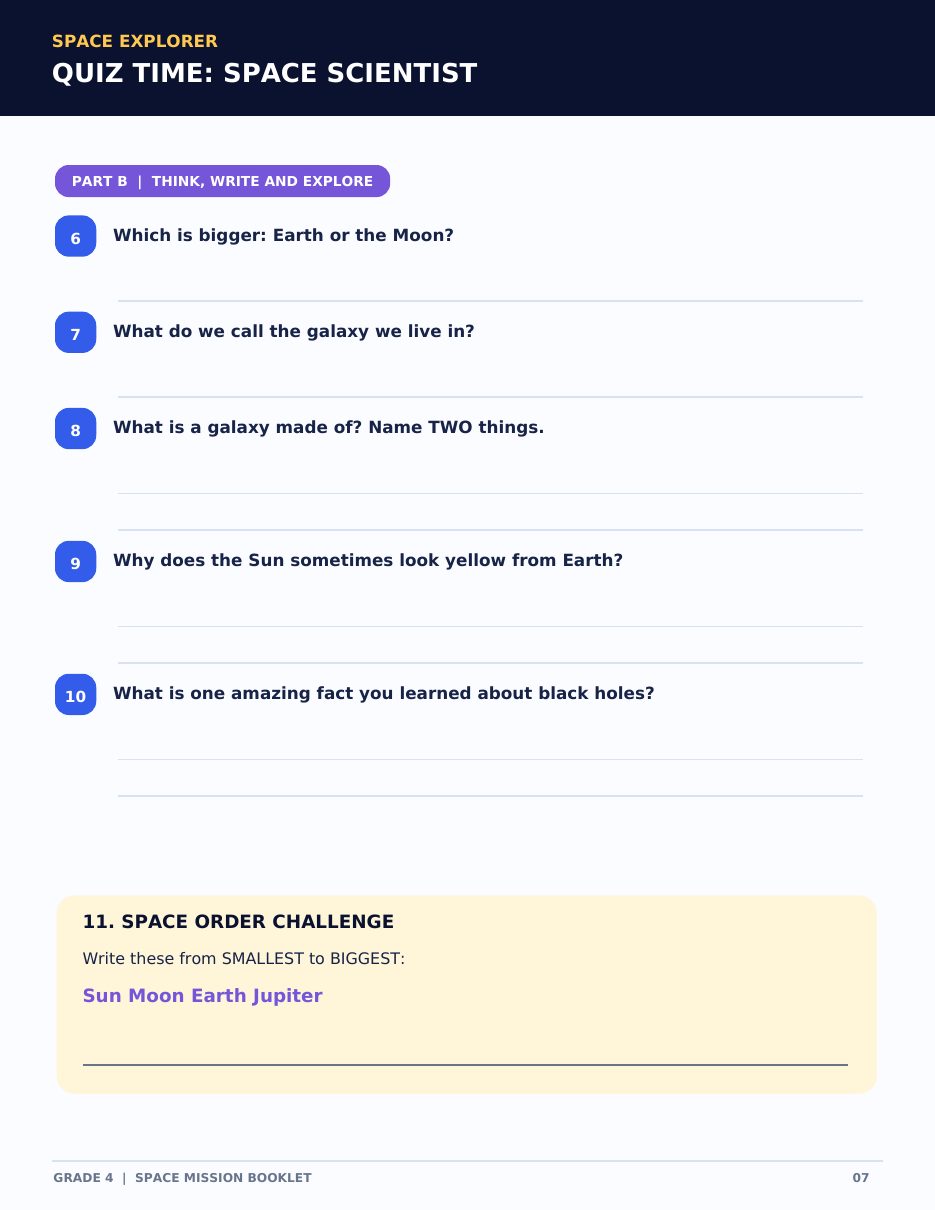 SPACE EXPLORER
QUIZ TIME: SPACE SCIENTIST
PART B | THINK, WRITE AND EXPLORE
6 Which is bigger: Earth or the Moon?
7 What do we call the galaxy we live in?
8 What is a galaxy made of? Name TWO things.
9 Why does the Sun sometimes look yellow from Earth?
10 What is one amazing fact you learned about black holes?
11. SPACE ORDER CHALLENGE
Write these from SMALLEST to BIGGEST:
Sun Moon Earth Jupiter
GRADE 4 | SPACE MISSION BOOKLET 07